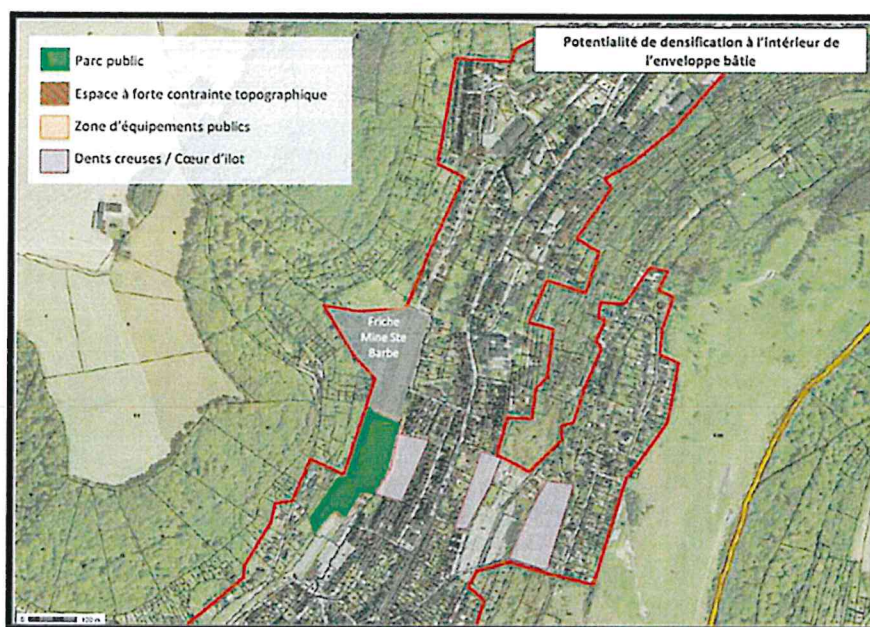 Potentialité de densification à l'intérieur de
l'enveloppe bâtie
Parc public
Espace à forte contrainte topographique
Zone d'équipements publics
Dents creuses / Cœur d'ilot
Friche
Mine Ste
Barbe